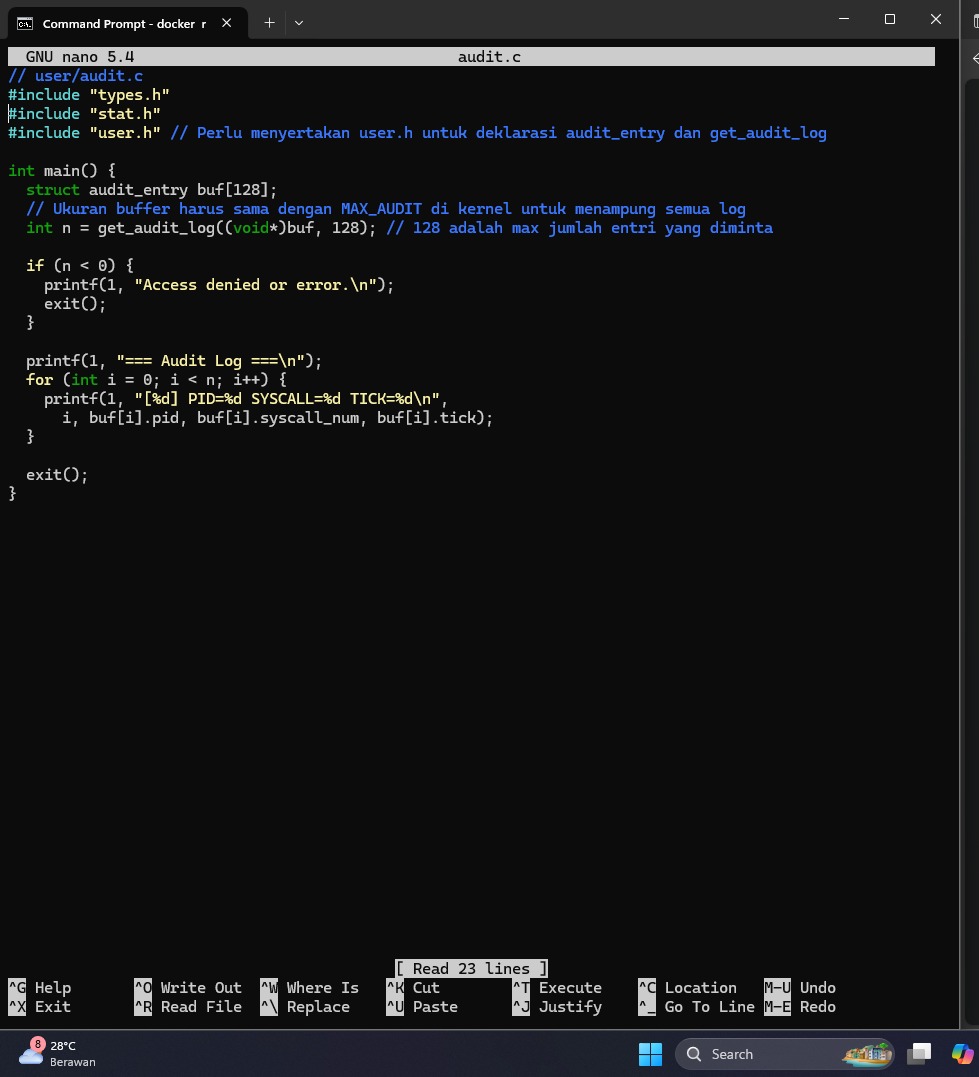 Command Prompt - docker r
GNU nano 5.4 audit.c
// user/audit.c
#include "types.h"
#include "stat.h"
#include "user.h" // Perlu menyertakan user.h untuk deklarasi audit_entry dan get_audit_log
int main() {
struct audit_entry buf[128];
// Ukuran buffer harus sama dengan MAX_AUDIT di kernel untuk menampung semua log
int n = get_audit_log((void*)buf, 128); // 128 adalah max jumlah entri yang diminta
if (n < 0) {
printf(1, "Access denied or error.\n");
exit();
}
printf(1, "=== Audit Log ===\n");
for (int i = 0; i < n; i++) {
printf(1, "[%d] PID=%d SYSCALL=%d TICK=%d\n",
i, buf[i].pid, buf[i].syscall_num, buf[i].tick);
}
exit();
}
[ Read 23 lines ]
^G Help ^O Write Out ^W Where Is ^K Cut ^T Execute ^C Location M-U Undo
^X Exit ^R Read File ^\ Replace ^U Paste ^J Justify ^_ Go To Line M-E Redo
8
28°C
Berawan
Search